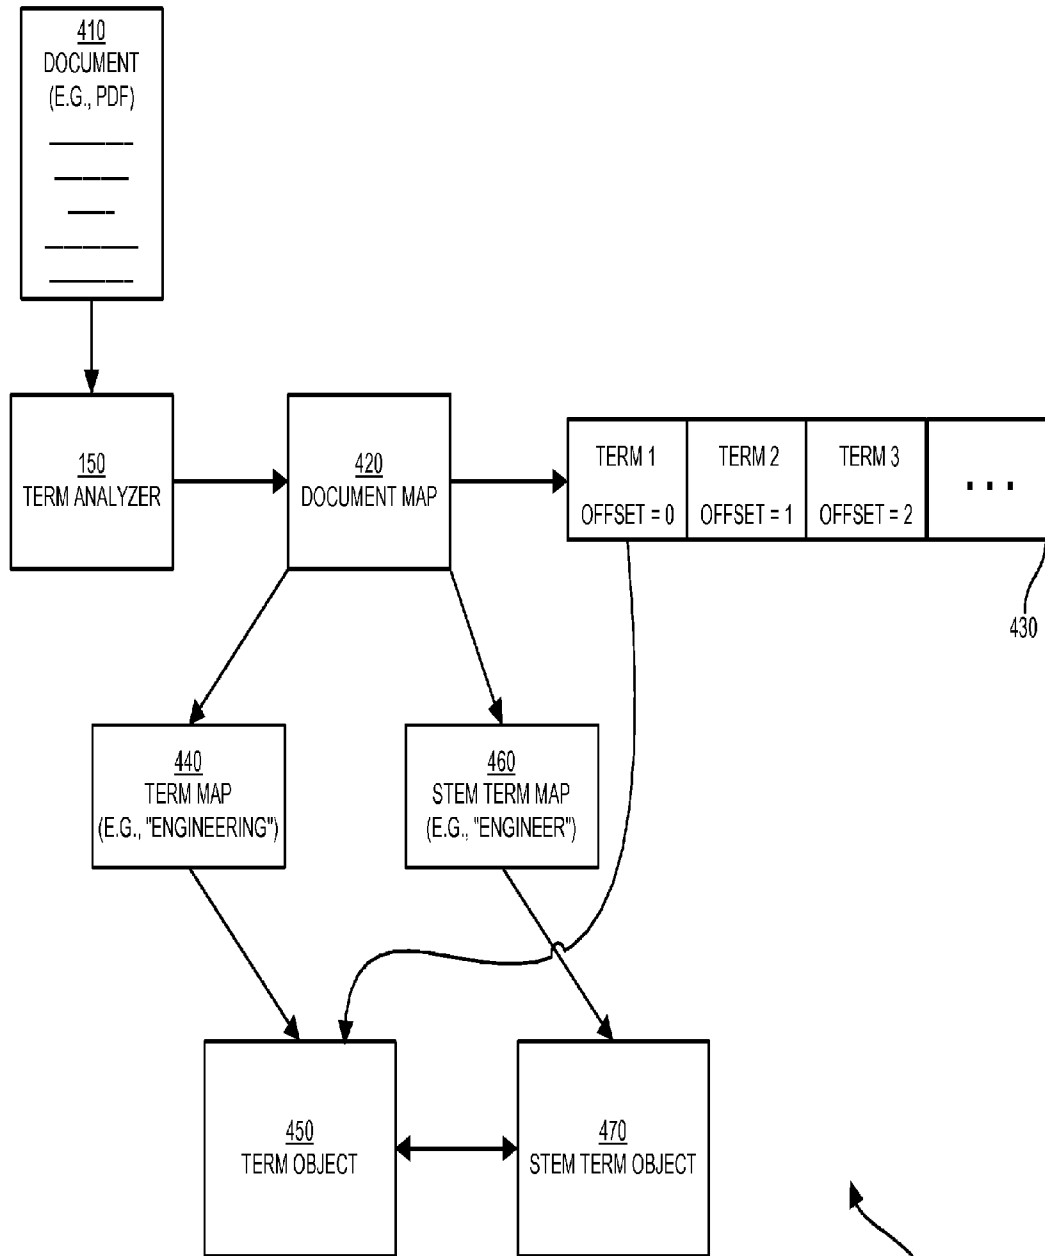 410
DOCUMENT
(E.G., PDF)
150
TERM ANALYZER
420
DOCUMENT MAP
TERM 1
OFFSET = 0
TERM 2
OFFSET = 1
TERM 3
OFFSET = 2
...
430
440
TERM MAP
(E.G., "ENGINEERING")
460
STEM TERM MAP
(E.G., "ENGINEER")
450
TERM OBJECT
470
STEM TERM OBJECT